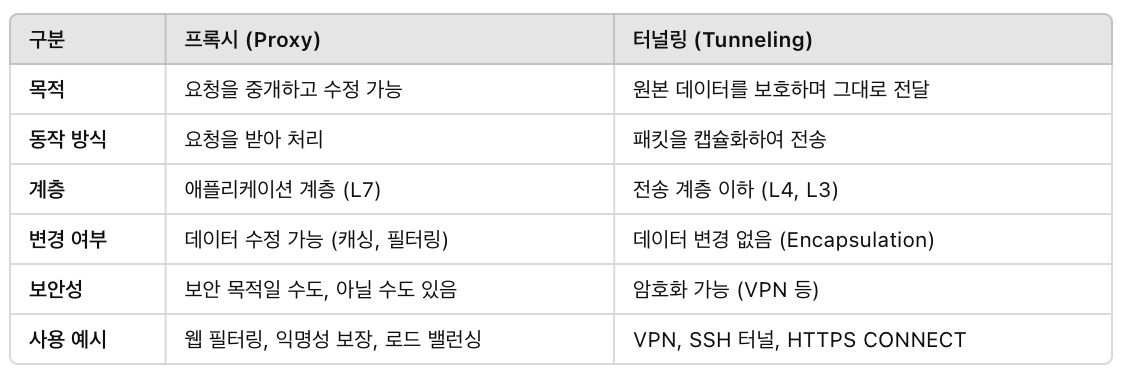 구분 프록시 (Proxy) 터널링 (Tunneling)
목적 요청을 중개하고 수정 가능 원본 데이터를 보호하며 그대로 전달
동작 방식 요청을 받아 처리 패킷을 캡슐화하여 전송
계층 애플리케이션 계층 (L7) 전송 계층 이하 (L4, L3)
변경 여부 데이터 수정 가능 (캐싱, 필터링) 데이터 변경 없음 (Encapsulation)
보안성 보안 목적일 수도, 아닐 수도 있음 암호화 가능 (VPN 등)
사용 예시 웹 필터링, 익명성 보장, 로드 밸런싱 VPN, SSH 터널, HTTPS CONNECT